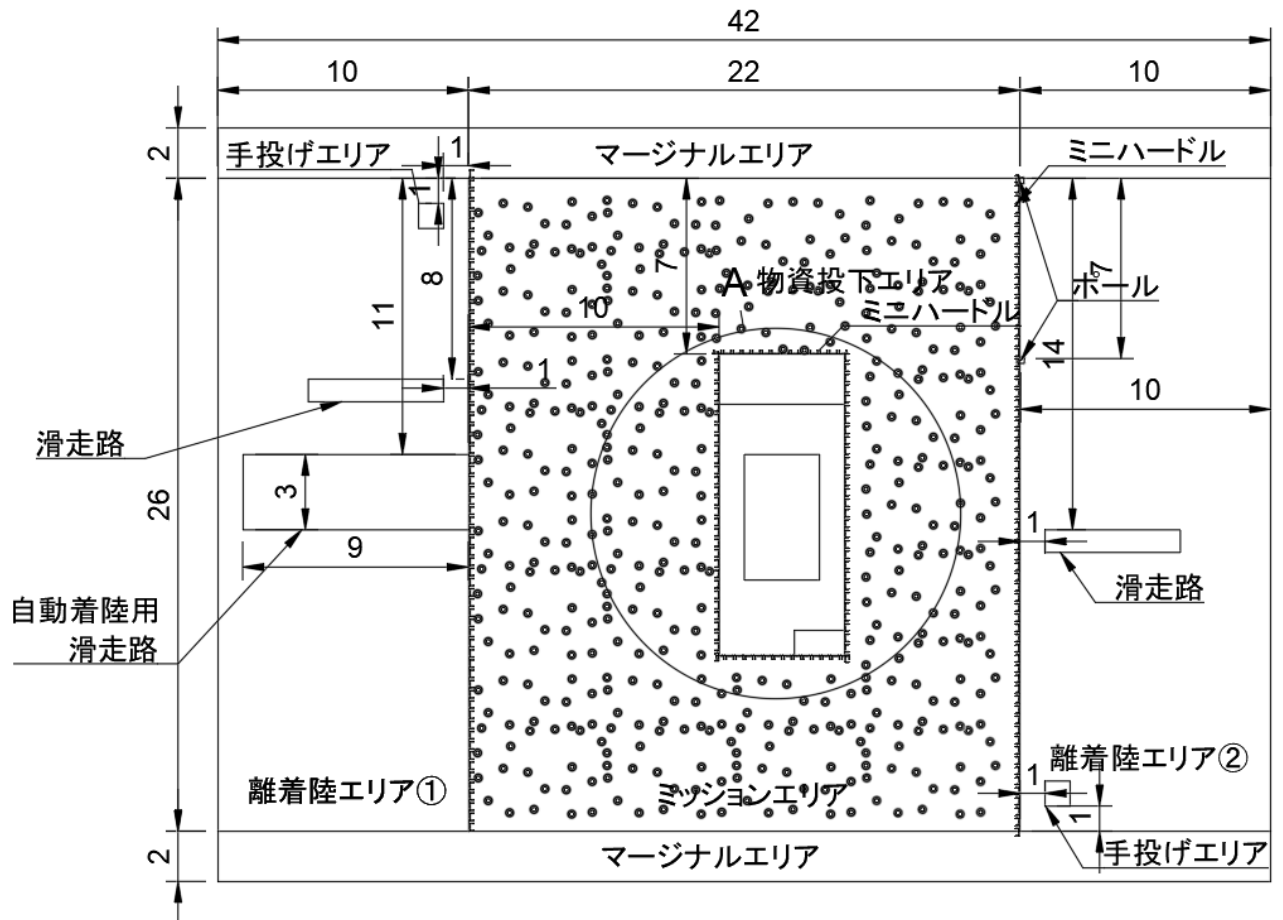 42
10
22
10
2
手投げエリア
1
マージナルエリア
ミニハードル
1
7
8
11
A 物資投下エリア
ミニハードル
7
ポール
10
14
1
10
滑走路
26
3
1
9
滑走路
自動着陸用
滑走路
離着陸エリア①
ミッションエリア
離着陸エリア②
1
1
2
マージナルエリア
手投げエリア